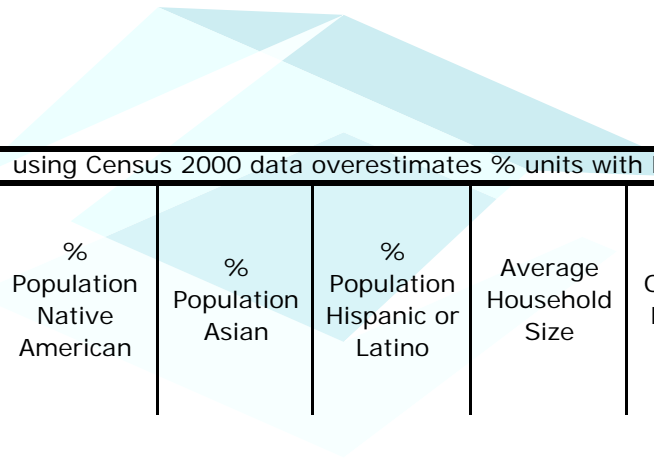 using Census 2000 data overestimates % units with
%
Population
Native
American
%
Population
Asian
%
Population
Hispanic or
Latino
Average
Household
Size